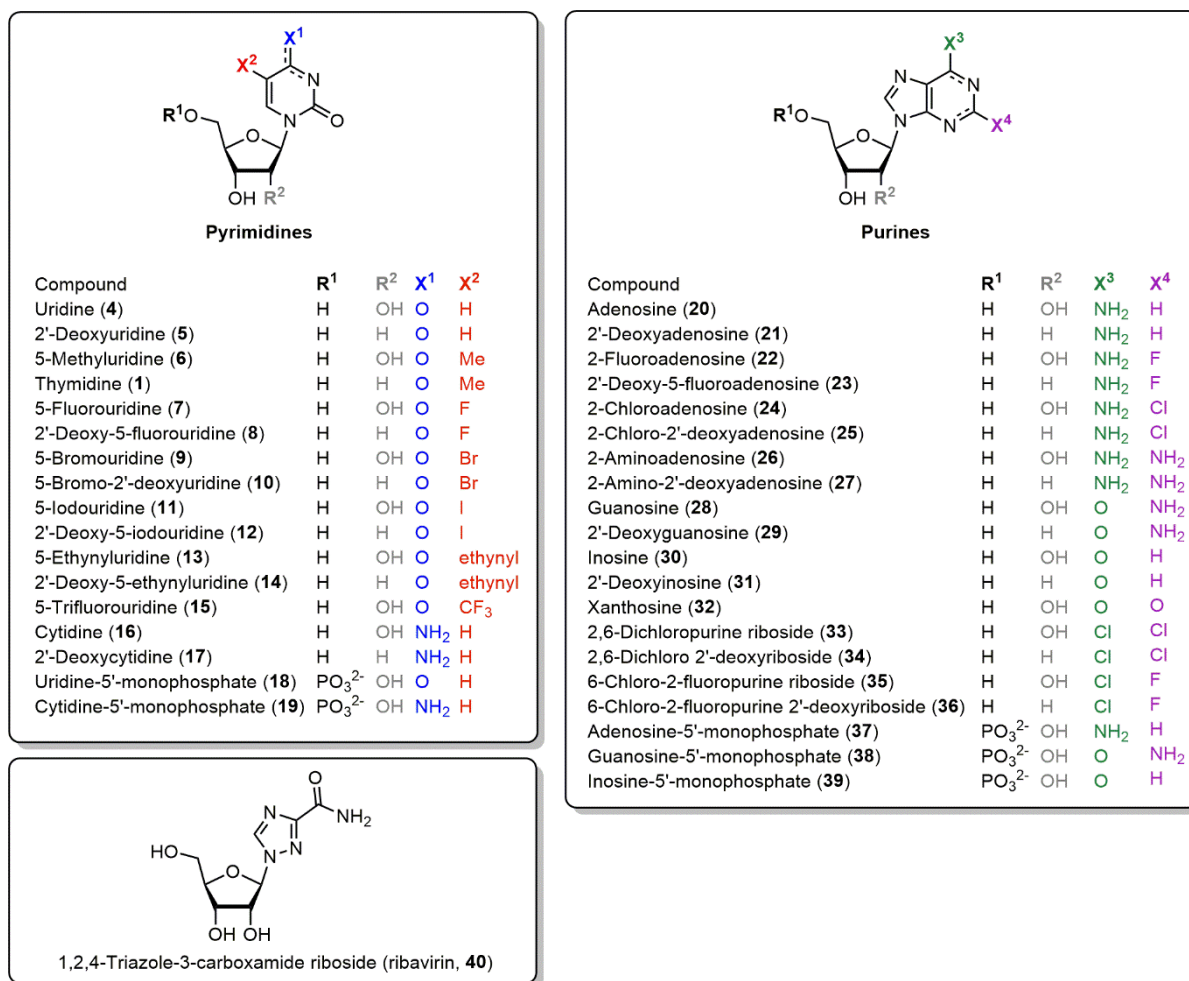 X¹
X²
N
R¹O
O
N
O
OH R²
Pyrimidines
Compound R¹ R² X¹ X²
Uridine (4) H OH O H
2'-Deoxyuridine (5) H H O H
5-Methyluridine (6) H OH O Me
Thymidine (1) H H O Me
5-Fluorouridine (7) H OH O F
2'-Deoxy-5-fluorouridine (8) H H O F
5-Bromouridine (9) H OH O Br
5-Bromo-2'-deoxyuridine (10) H H O Br
5-Iodouridine (11) H OH O I
2'-Deoxy-5-iodouridine (12) H H O I
5-Ethynyluridine (13) H OH O ethynyl
2'-Deoxy-5-ethynyluridine (14) H H O ethynyl
5-Trifluorouridine (15) H OH O CF₃
Cytidine (16) H OH NH₂ H
2'-Deoxycytidine (17) H H NH₂ H
Uridine-5'-monophosphate (18) PO₃²⁻ OH O H
Cytidine-5'-monophosphate (19) PO₃²⁻ OH NH₂ H
O
N NH₂
HO N
O N
OH OH
1,2,4-Triazole-3-carboxamide riboside (ribavirin, 40)
X³
N N
R¹O
O N N X⁴
OH R²
Purines
Compound R¹ R² X³ X⁴
Adenosine (20) H OH NH₂ H
2'-Deoxyadenosine (21) H H NH₂ H
2-Fluoroadenosine (22) H OH NH₂ F
2'-Deoxy-5-fluoroadenosine (23) H H NH₂ F
2-Chloroadenosine (24) H OH NH₂ Cl
2-Chloro-2'-deoxyadenosine (25) H H NH₂ Cl
2-Aminoadenosine (26) H OH NH₂ NH₂
2-Amino-2'-deoxyadenosine (27) H H NH₂ NH₂
Guanosine (28) H OH O NH₂
2'-Deoxyguanosine (29) H H O NH₂
Inosine (30) H OH O H
2'-Deoxyinosine (31) H H O H
Xanthosine (32) H OH O O
2,6-Dichloropurine riboside (33) H OH Cl Cl
2,6-Dichloro 2'-deoxyriboside (34) H H Cl Cl
6-Chloro-2-fluoropurine riboside (35) H OH Cl F
6-Chloro-2-fluoropurine 2'-deoxyriboside (36) H H Cl F
Adenosine-5'-monophosphate (37) PO₃²⁻ OH NH₂ H
Guanosine-5'-monophosphate (38) PO₃²⁻ OH O NH₂
Inosine-5'-monophosphate (39) PO₃²⁻ OH O H